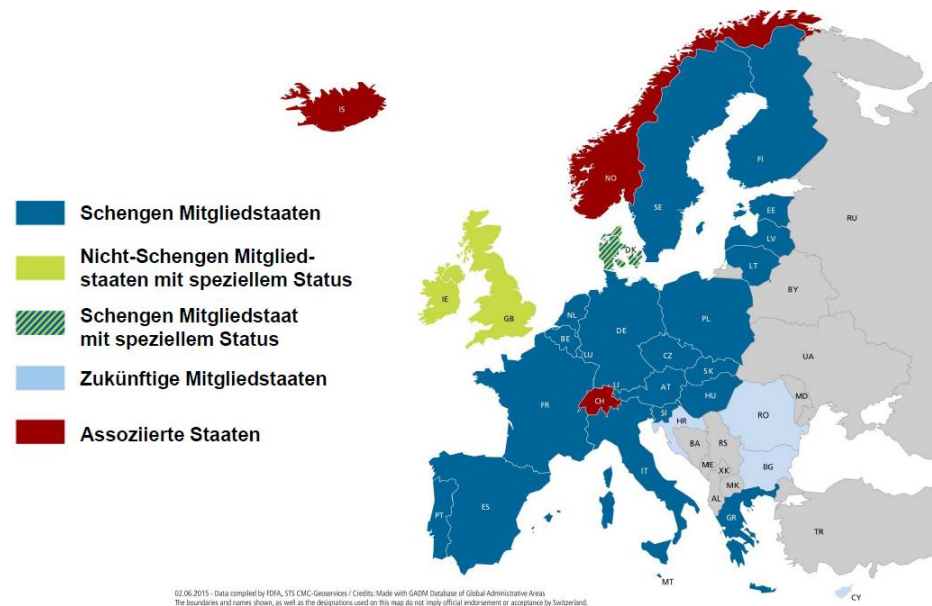 IS
NO
SE
FI
RU
EE
LV
LT
DK
BY
IE
GB
NL
BE
LU
DE
PL
CZ
SK
UA
MD
FR
CH
LI
AT
HU
SI
HR
RO
BA
RS
ME
XK
BG
MK
AL
IT
PT
ES
GR
TR
MT
CY
Schengen Mitgliedstaaten
Nicht-Schengen Mitglied-
staaten mit speziellem Status
Schengen Mitgliedstaat
mit speziellem Status
Zukünftige Mitgliedstaaten
Assoziierte Staaten
02.06.2015 - Data compiled by FDFA, STS CMC-Geoservices / Credits: Made with GADM Database of Global Administrative Areas
The boundaries and names shown, as well as the designations used on this map do not imply official endorsement or acceptance by Switzerland.